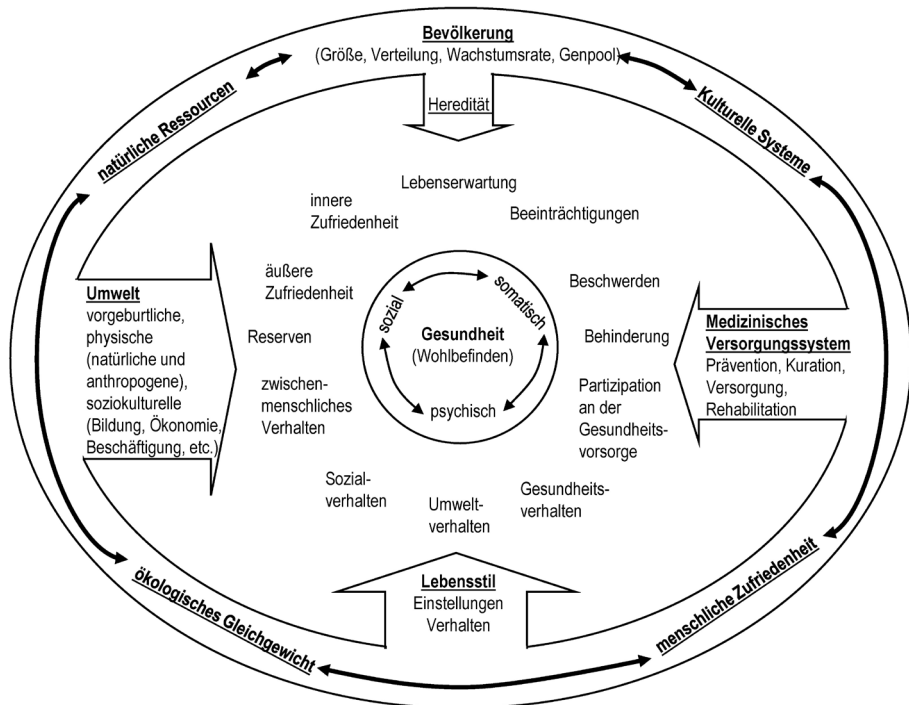 Bevölkerung
(Größe, Verteilung, Wachstumsrate, Genpool)
natürliche Ressourcen
Kulturelle Systeme
Heredität
Lebenserwartung
innere
Zufriedenheit
Beeinträchtigungen
äußere
Zufriedenheit
Beschwerden
sozial
somatisch
Umwelt
vorgeburtliche,
physische
(natürliche und
anthropogene),
soziokulturelle
(Bildung, Ökonomie,
Beschäftigung, etc.)
Reserven
Gesundheit
(Wohlbefinden)
psychisch
Behinderung
Medizinisches
Versorgungssystem
Prävention, Kuration,
Versorgung,
Rehabilitation
zwischen-
menschliches
Verhalten
Partizipation
an der
Gesundheits-
vorsorge
Sozial-
verhalten
Umwelt-
verhalten
Gesundheits-
verhalten
ökologisches Gleichgewicht
Lebensstil
Einstellungen
Verhalten
menschliche Zufriedenheit